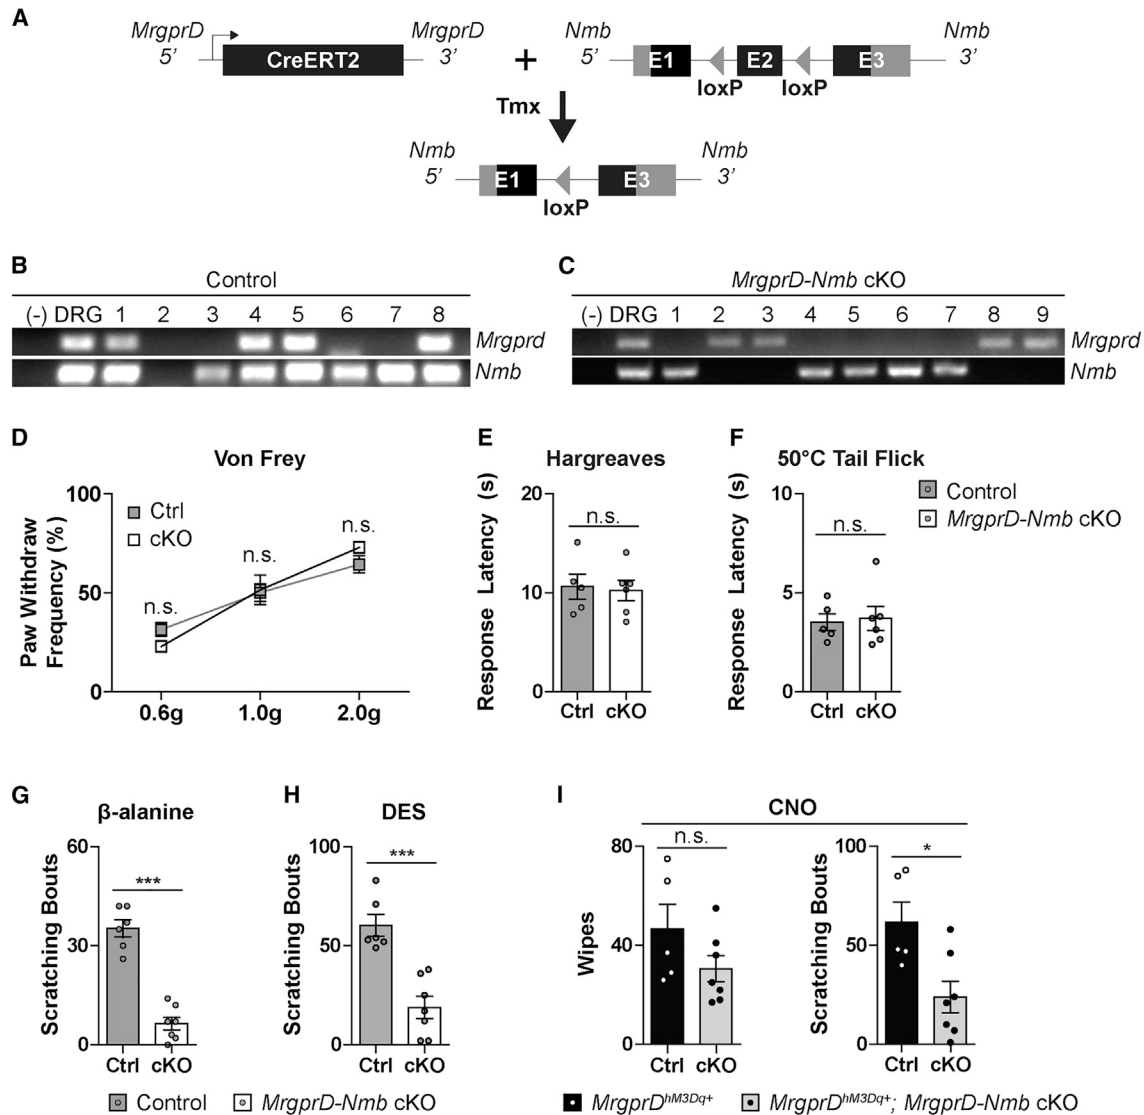 A
MrgprD MrgprD Nmb Nmb
5’ CreERT2 3’ + 5’ E1 E2 E3 3’
loxP loxP
Tmx
Nmb Nmb
5’ E1 E3 3’
loxP
B
Control
(-) DRG 1 2 3 4 5 6 7 8
Mrgprd
Nmb
C
MrgprD-Nmb cKO
(-) DRG 1 2 3 4 5 6 7 8 9
Mrgprd
Nmb
D
Von Frey
Paw Withdraw
Frequency (%)
100
50
0
Ctrl
cKO
n.s.
n.s.
n.s.
0.6g 1.0g 2.0g
E
Hargreaves
Response Latency (s)
20
10
0
n.s.
Ctrl cKO
F
50°C Tail Flick
Response Latency (s)
10
5
0
n.s.
Ctrl cKO
Control
MrgprD-Nmb cKO
G
β-alanine
Scratching Bouts
60
30
0
***
Ctrl cKO
H
DES
Scratching Bouts
100
50
0
***
Ctrl cKO
Control MrgprD-Nmb cKO
I
CNO
Wipes
80
40
0
n.s.
Ctrl cKO
Scratching Bouts
100
50
0
*
Ctrl cKO
MrgprDhM3Dq+ MrgprDhM3Dq+; MrgprD-Nmb cKO